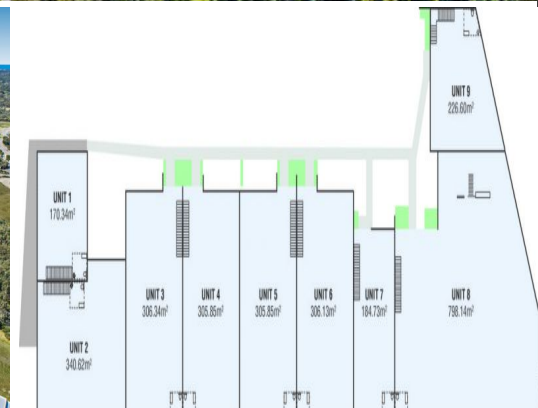 UNIT 9
226.60m²
UNIT 1
170.34m²
UNIT 2
340.62m²
UNIT 3
306.34m²
UNIT 4
305.85m²
UNIT 5
305.85m²
UNIT 6
306.13m²
UNIT 7
184.73m²
UNIT 8
798.14m²